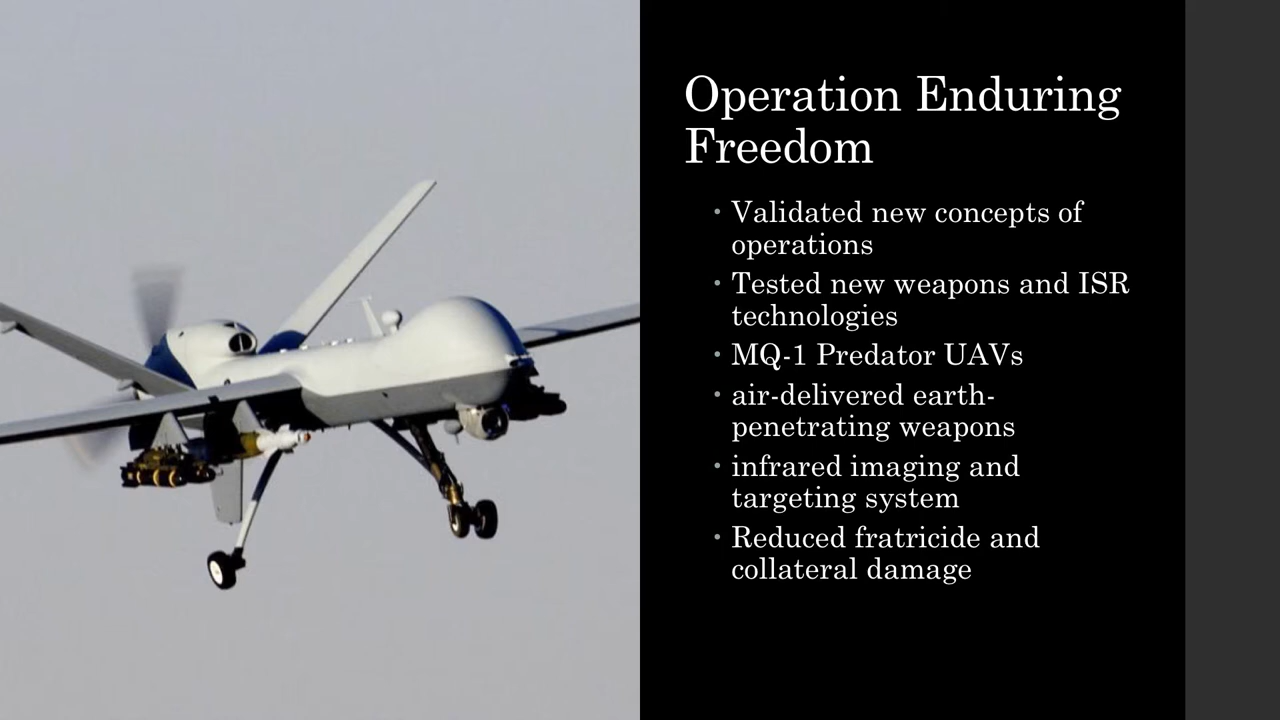 Operation Enduring
Freedom
• Validated new concepts of
operations
• Tested new weapons and ISR
technologies
• MQ-1 Predator UAVs
• air-delivered earth-
penetrating weapons
• infrared imaging and
targeting system
• Reduced fratricide and
collateral damage